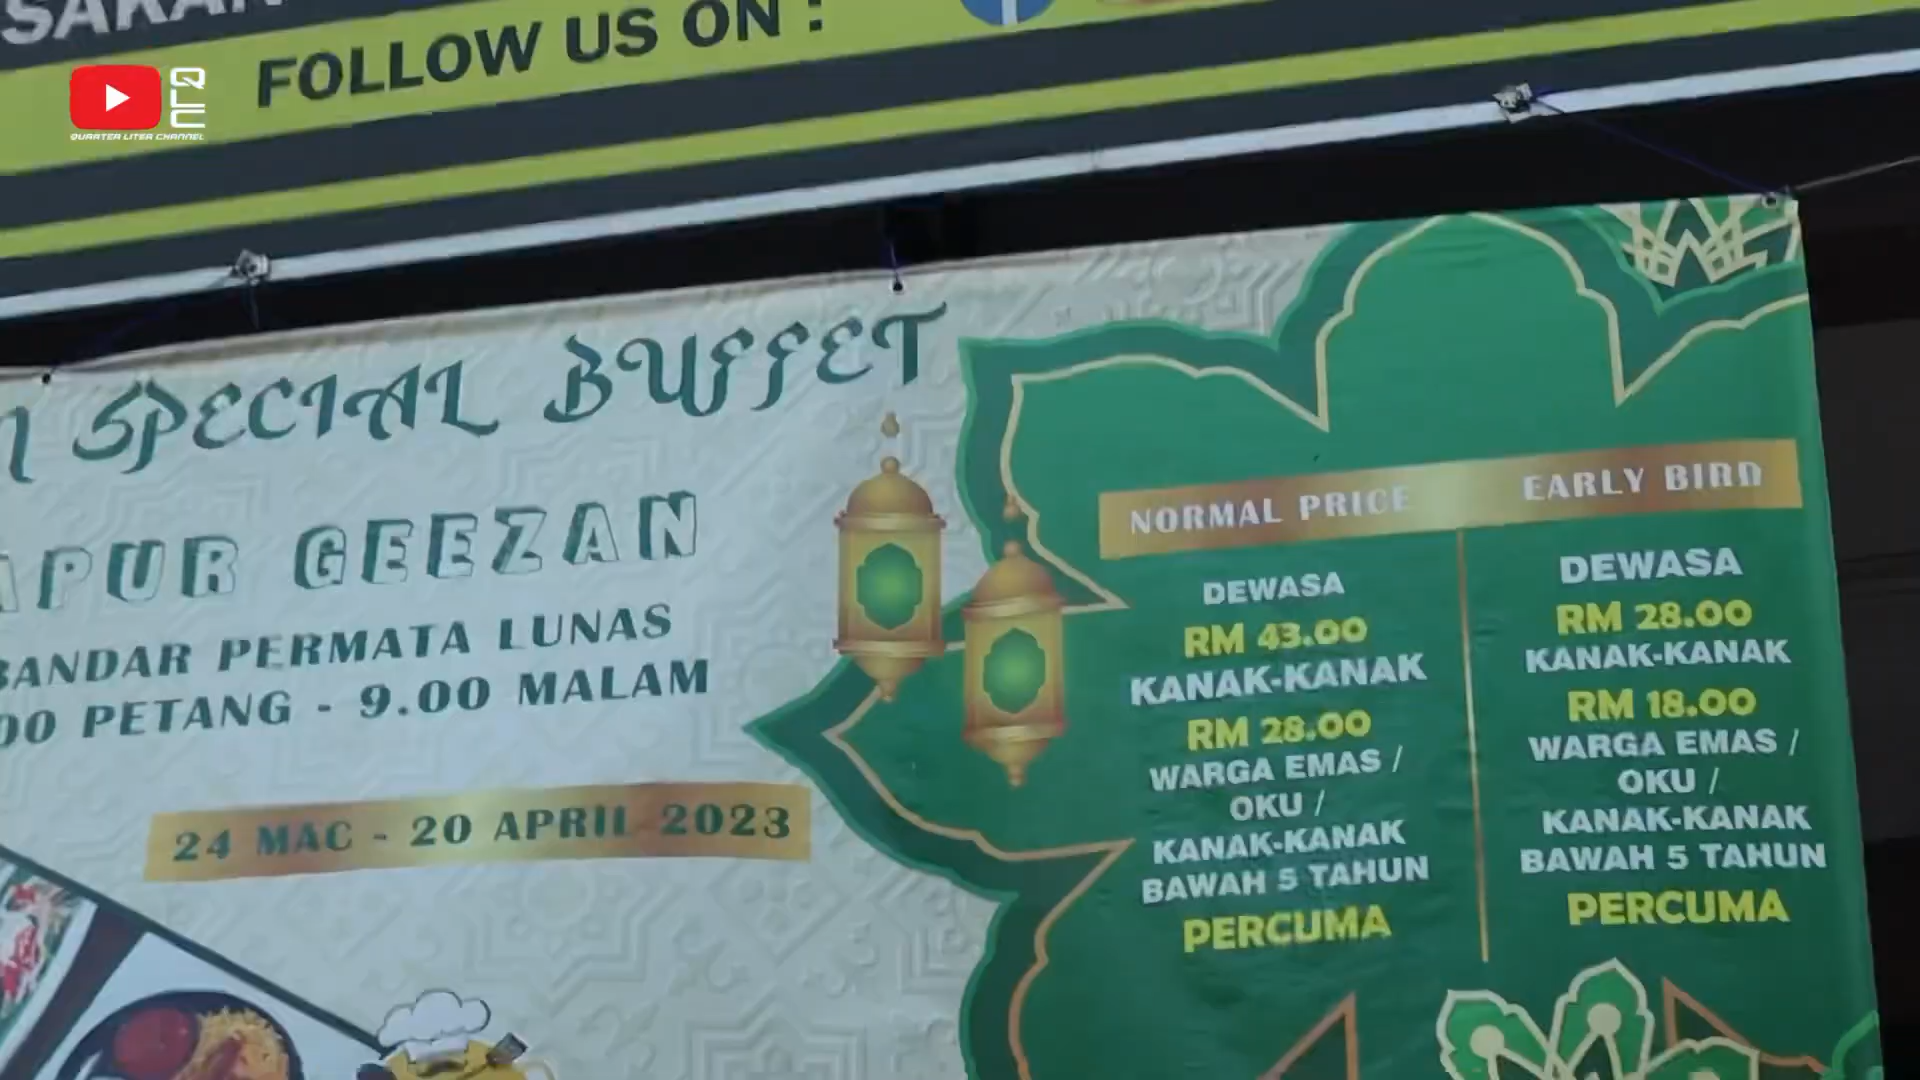 FOLLOW US ON :
QLC
QUARTER LITER CHANNEL
SPECIAL BUFFET
GEEZAN
BANDAR PERMATA LUNAS
00 PETANG - 9.00 MALAM
24 MAC - 20 APRIL 2023
NORMAL PRICE
DEWASA
RM 43.00
KANAK-KANAK
RM 28.00
WARGA EMAS /
OKU /
KANAK-KANAK
BAWAH 5 TAHUN
PERCUMA
EARLY BIRD
DEWASA
RM 28.00
KANAK-KANAK
RM 18.00
WARGA EMAS /
OKU /
KANAK-KANAK
BAWAH 5 TAHUN
PERCUMA